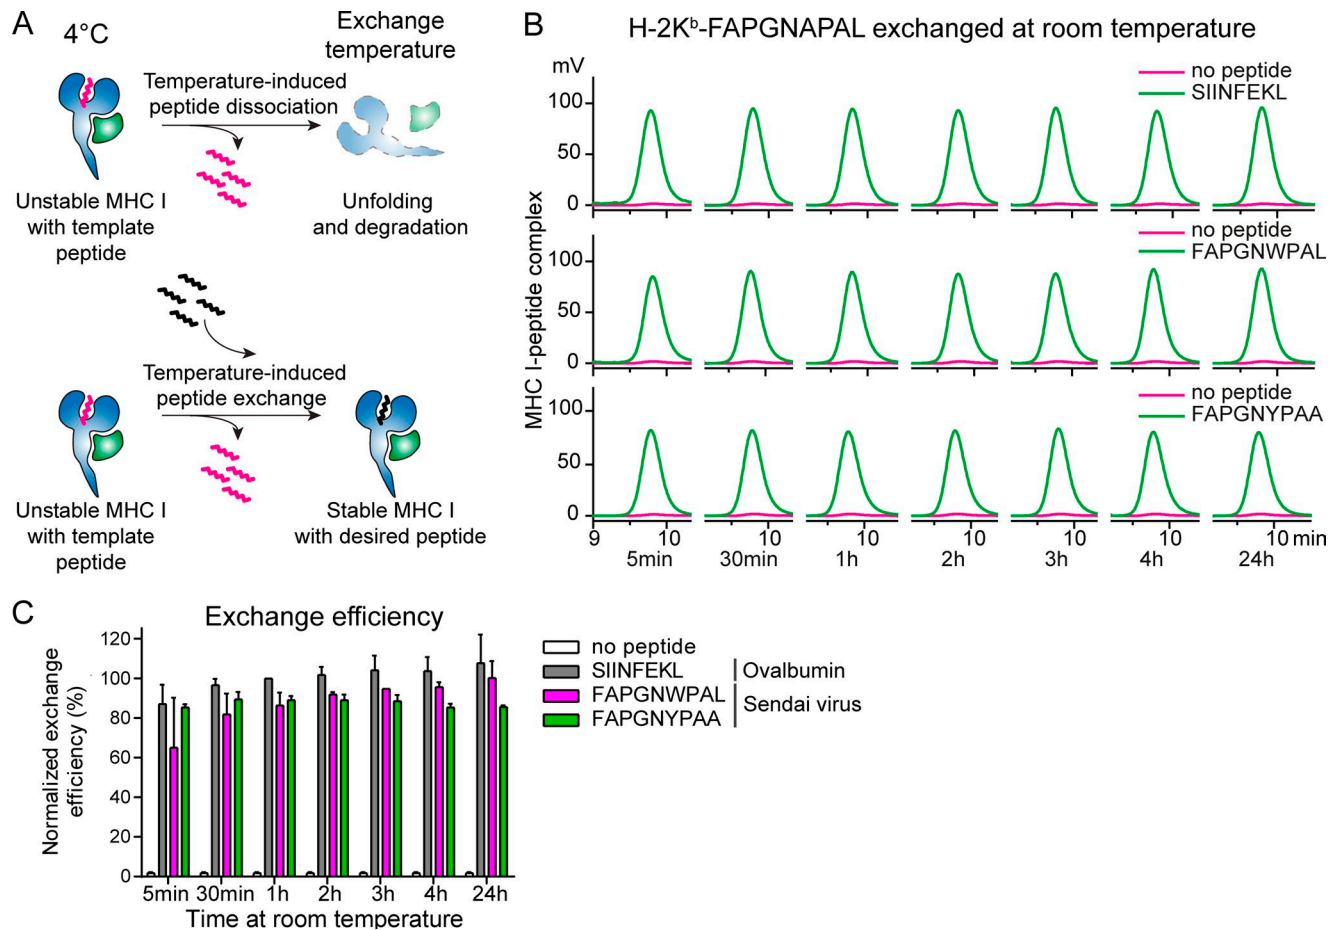 A
4°C
Exchange
temperature
Temperature-induced
peptide dissociation
Unstable MHC I
with template
peptide
Unfolding
and degradation
Temperature-induced
peptide exchange
Unstable MHC I
with template
peptide
Stable MHC I
with desired peptide
B
H-2Kᵇ-FAPGNAPAL exchanged at room temperature
mV
MHC I-peptide complex
no peptide
SIINFEKL
100
50
0
no peptide
FAPGNWPAL
100
50
0
no peptide
FAPGNYPAA
100
50
0
9 10 10 10 10 10 10 10 min
5min 30min 1h 2h 3h 4h 24h
C
Exchange efficiency
Normalized exchange
efficiency (%)
120
100
80
60
40
20
0
5min 30min 1h 2h 3h 4h 24h
Time at room temperature
no peptide
SIINFEKL Ovalbumin
FAPGNWPAL
Sendai virus
FAPGNYPAA